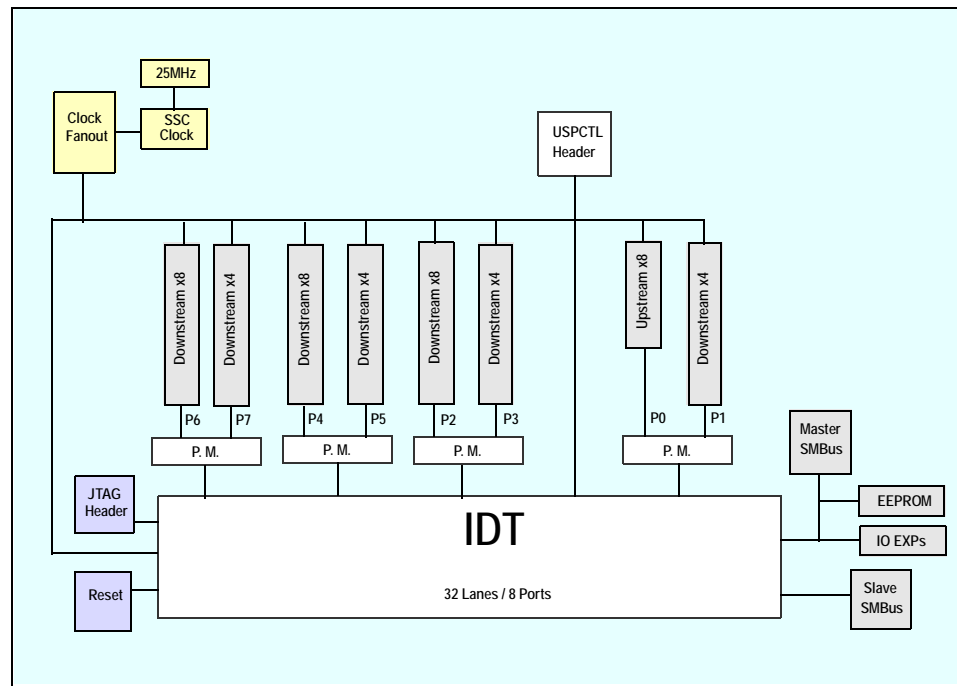 25MHz
Clock
Fanout
SSC
Clock
USPCTL
Header
Downstream x8
Downstream x4
Downstream x8
Downstream x4
Downstream x8
Downstream x4
Upstream x8
Downstream x4
P6
P7
P4
P5
P2
P3
P0
P1
P. M.
P. M.
P. M.
P. M.
Master
SMBus
JTAG
Header
EEPROM
IDT
IO EXPs
Reset
32 Lanes / 8 Ports
Slave
SMBus